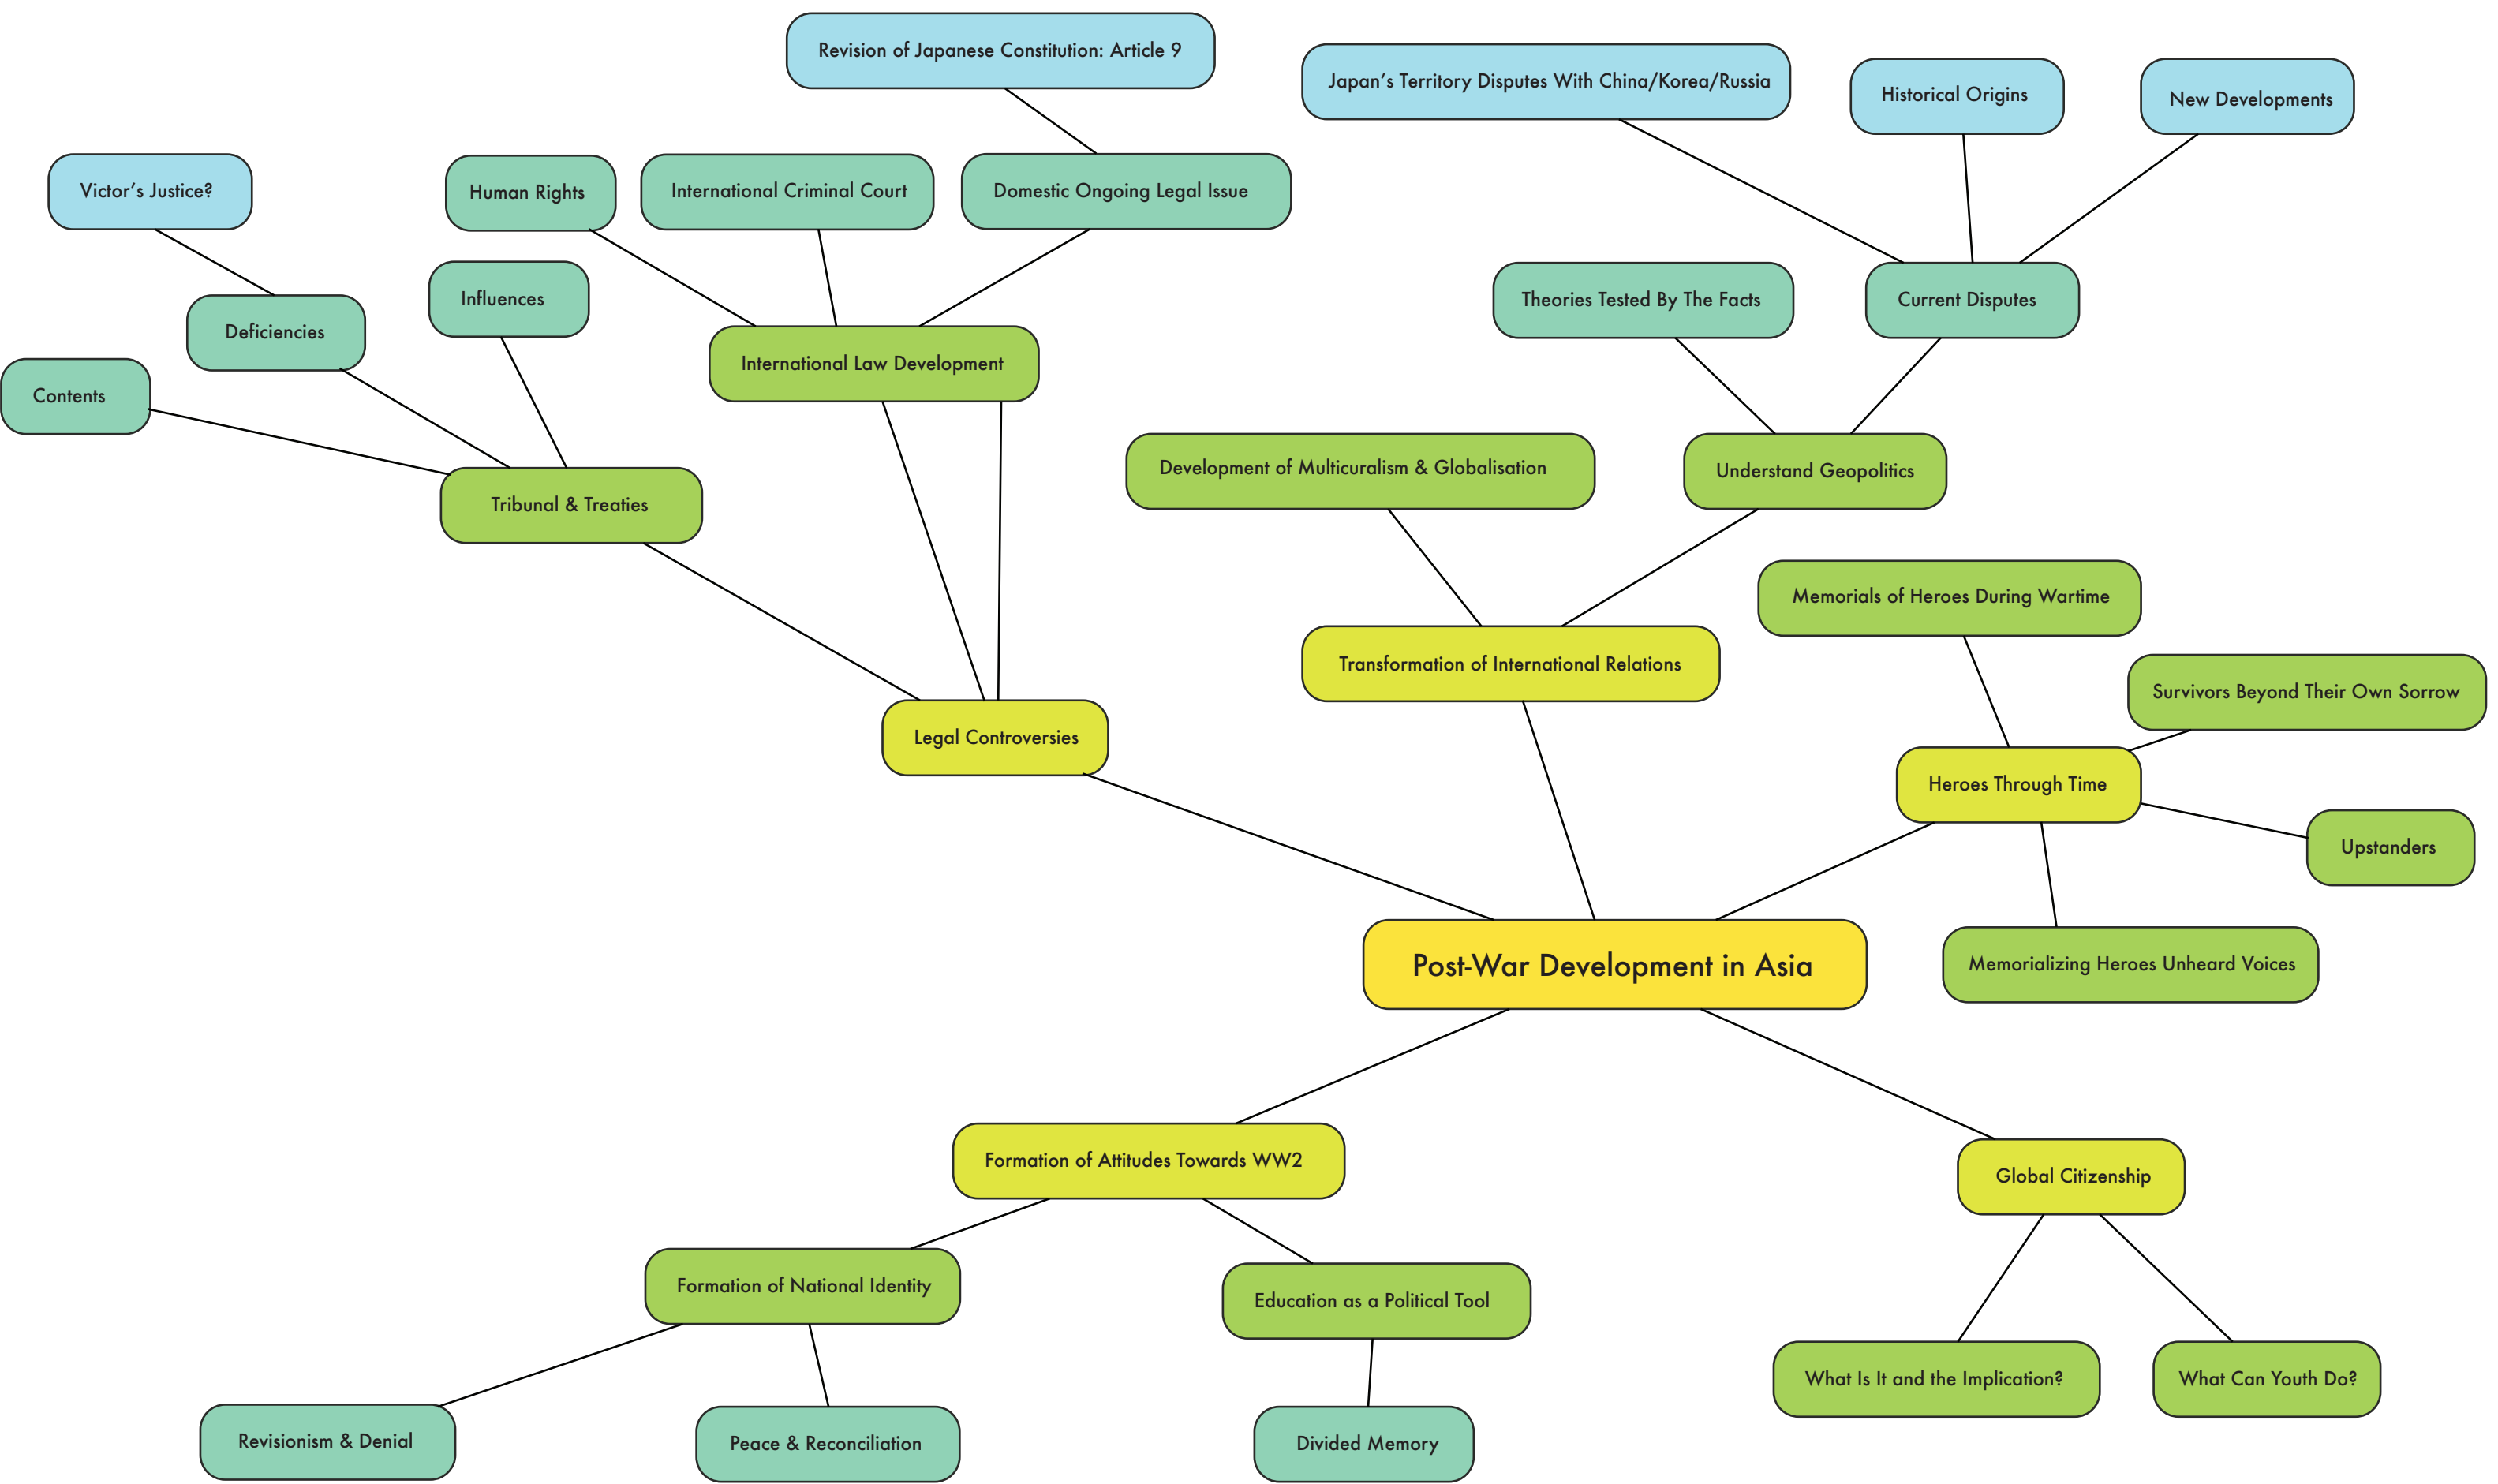 Revision of Japanese Constitution: Article 9
Japan's Territory Disputes With China/Korea/Russia
Historical Origins
New Developments
Victor's Justice?
Human Rights
International Criminal Court
Domestic Ongoing Legal Issue
Influences
Theories Tested By The Facts
Current Disputes
Deficiencies
International Law Development
Contents
Development of Multicuralism & Globalisation
Understand Geopolitics
Tribunal & Treaties
Memorials of Heroes During Wartime
Transformation of International Relations
Survivors Beyond Their Own Sorrow
Legal Controversies
Heroes Through Time
Upstanders
Post-War Development in Asia
Memorializing Heroes Unheard Voices
Formation of Attitudes Towards WW2
Global Citizenship
Formation of National Identity
Education as a Political Tool
What Is It and the Implication?
What Can Youth Do?
Revisionism & Denial
Peace & Reconciliation
Divided Memory